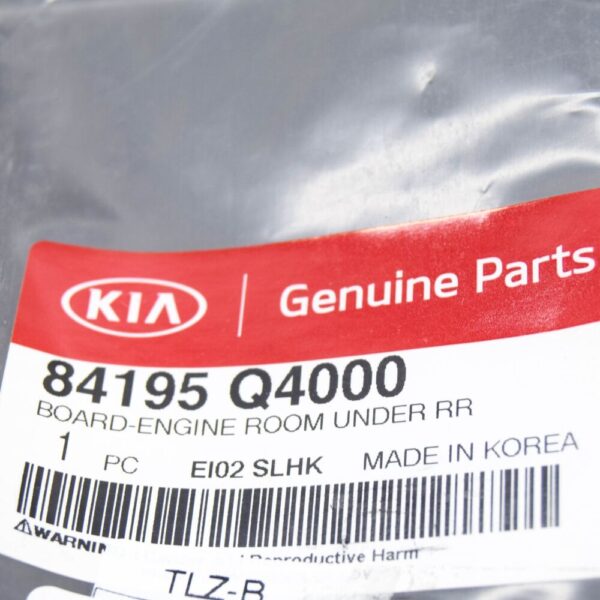 KIA Genuine Parts
84195 Q4000
BOARD-ENGINE ROOM UNDER RR
1 PC EI02 SLHK MADE IN KOREA
WARNIN Reproductive Harm
TLZ-B